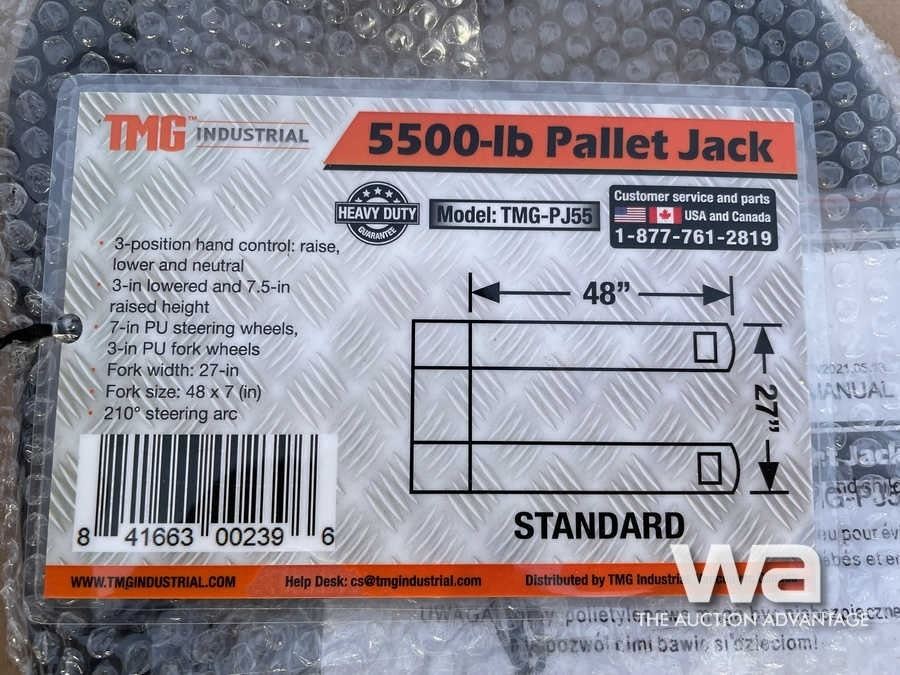 TMG™ INDUSTRIAL
5500-lb Pallet Jack
HEAVY DUTY
GUARANTEE
Model: TMG-PJ55
Customer service and parts
USA and Canada
1-877-761-2819
• 3-position hand control: raise,
lower and neutral
• 3-in lowered and 7.5-in
raised height
• 7-in PU steering wheels,
3-in PU fork wheels
• Fork width: 27-in
• Fork size: 48 x 7 (in)
• 210° steering arc
48”
27”
STANDARD
8 41663 00239 6
WWW.TMGINDUSTRIAL.COM
Help Desk: cs@tmgindustrial.com
Distributed by TMG Industrial
MANUAL
wa
THE AUCTION ADVANTAGE
UWAGA!